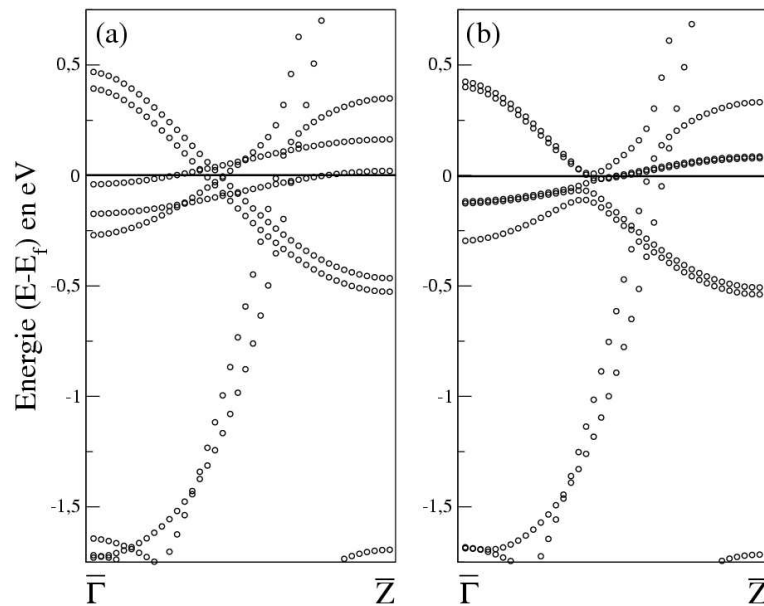 (a)
(b)
Energie (E-E_f) en eV
0,5
0
-0,5
-1
-1,5
0,5
0
-0,5
-1
-1,5
Γ̅
Z̅
Γ̅
Z̅